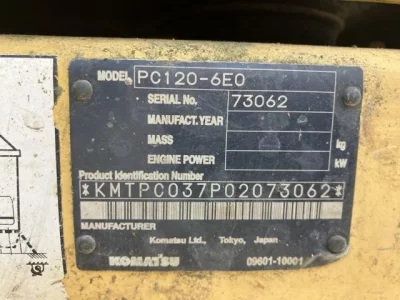 MODEL PC120-6E0
SERIAL No. 73062
MANUFACT.YEAR
MASS kg
ENGINE POWER kW
Product Identification Number
*KMTPC037P02073062*
MANUFACTURER
Komatsu Ltd., Tokyo, Japan
KOMATSU 09601-10001